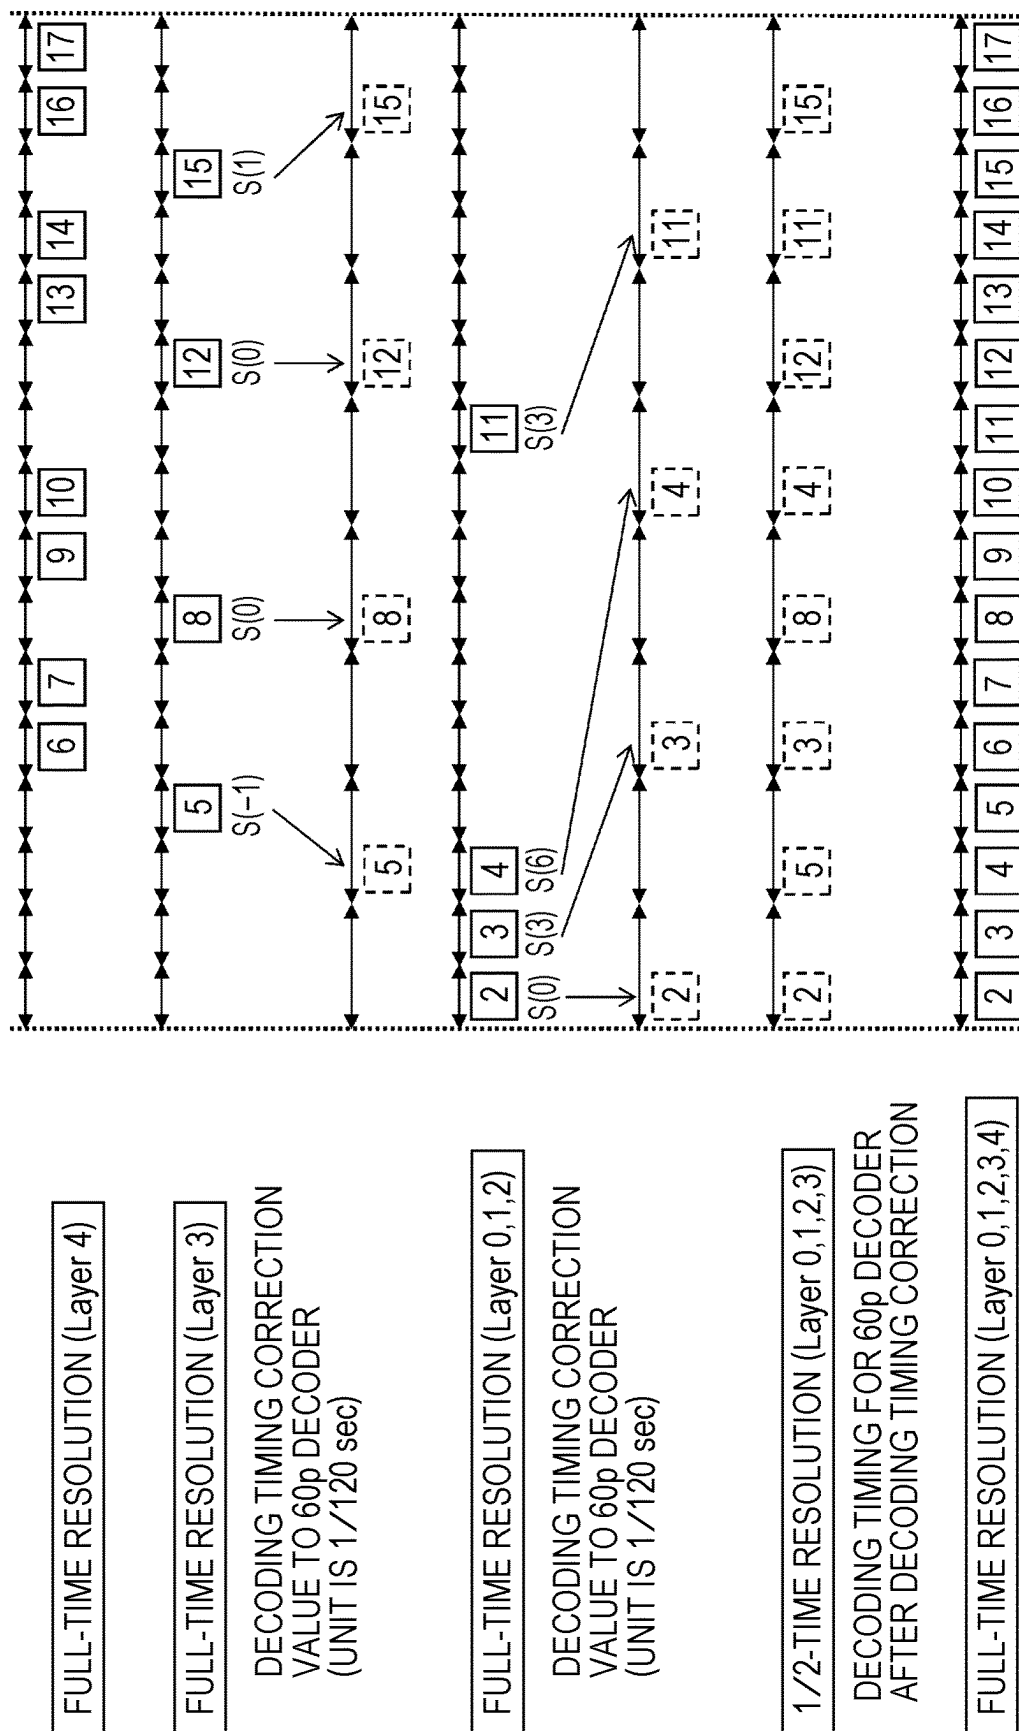 FULL-TIME RESOLUTION (Layer 4)
6 7 9 10 13 14 16 17
FULL-TIME RESOLUTION (Layer 3)
5 8 12 15
DECODING TIMING CORRECTION
VALUE TO 60p DECODER
(UNIT IS 1/120 sec)
S(−1) S(0) S(0) S(1)
5 8 12 15
FULL-TIME RESOLUTION (Layer 0,1,2)
2 3 4 11
DECODING TIMING CORRECTION
VALUE TO 60p DECODER
(UNIT IS 1/120 sec)
S(0) S(3) S(6) S(3)
2 3 4 11
1/2-TIME RESOLUTION (Layer 0,1,2,3)
2 5 3 8 4 12 11 15
DECODING TIMING FOR 60p DECODER
AFTER DECODING TIMING CORRECTION
FULL-TIME RESOLUTION (Layer 0,1,2,3,4)
2 3 4 5 6 7 8 9 10 11 12 13 14 15 16 17